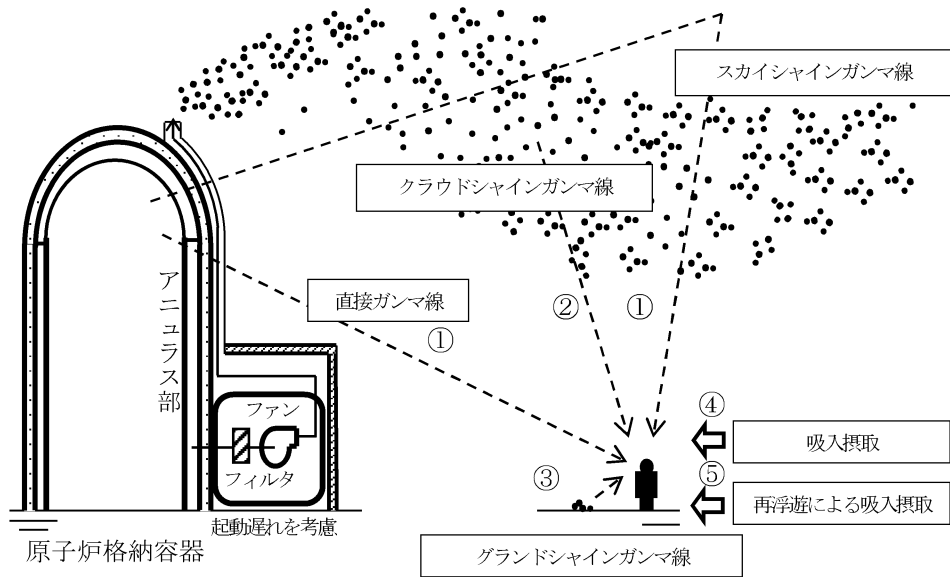 スカイシャインガンマ線
クラウドシャインガンマ線
直接ガンマ線
①
②
①
アニュラス部
ファン
フィルタ
起動遅れを考慮
原子炉格納容器
③
④
吸入摂取
⑤
再浮遊による吸入摂取
グランドシャインガンマ線